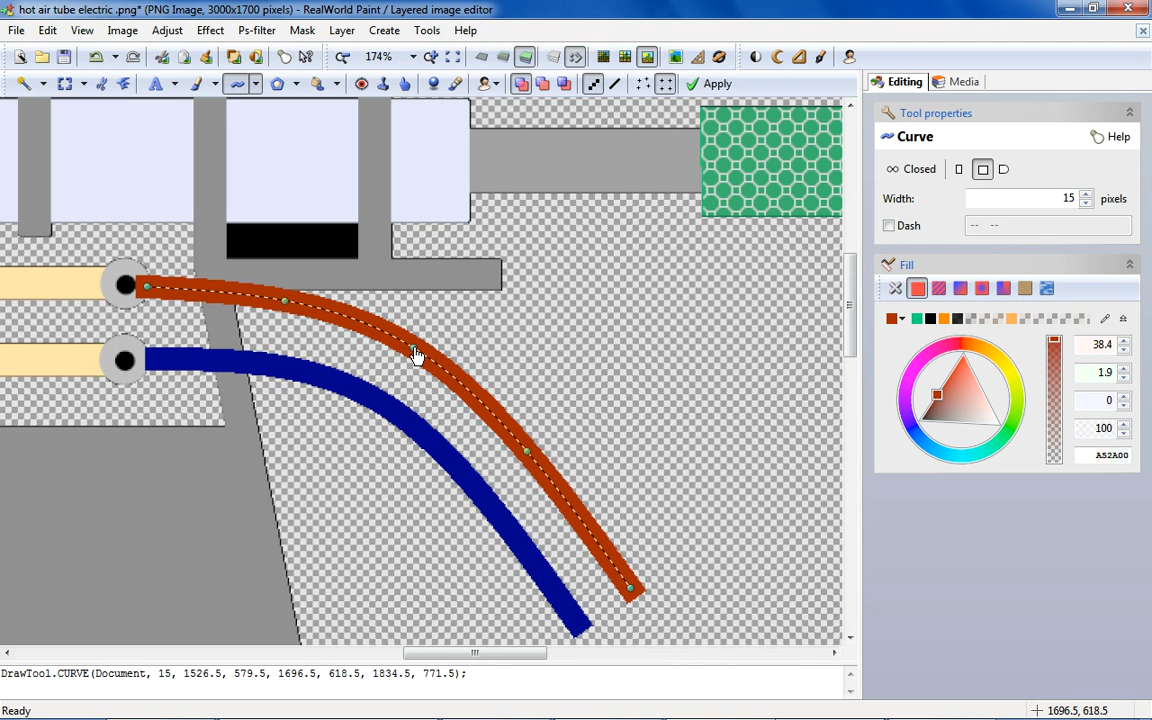 hot air tube electric .png* (PNG Image, 3000x1700 pixels) - RealWorld Paint / Layered image editor
File Edit View Image Adjust Effect Ps-filter Mask Layer Create Tools Help
174%
Apply
Editing Media
Tool properties
Curve Help
Closed
Width: 15 pixels
Dash
Fill
38.4
1.9
0
100
A52A00
DrawTool.CURVE(Document, 15, 1526.5, 579.5, 1696.5, 618.5, 1834.5, 771.5);
Ready 1696.5, 618.5